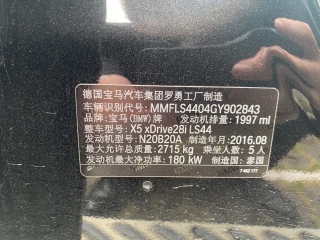 德国宝马汽车集团罗勇工厂制造
车辆识别代号: MMFLS4404GY902843
品牌: 宝马(BMW)牌 发动机排量: 1997 ml
整车型号: X5 xDrive28i LS44
发动机型号: N20B20A 制造年月: 2016.08
最大允许总质量: 2715 kg 乘坐人数: 5 人
发动机最大净功率: 180 kW 制造国: 泰国